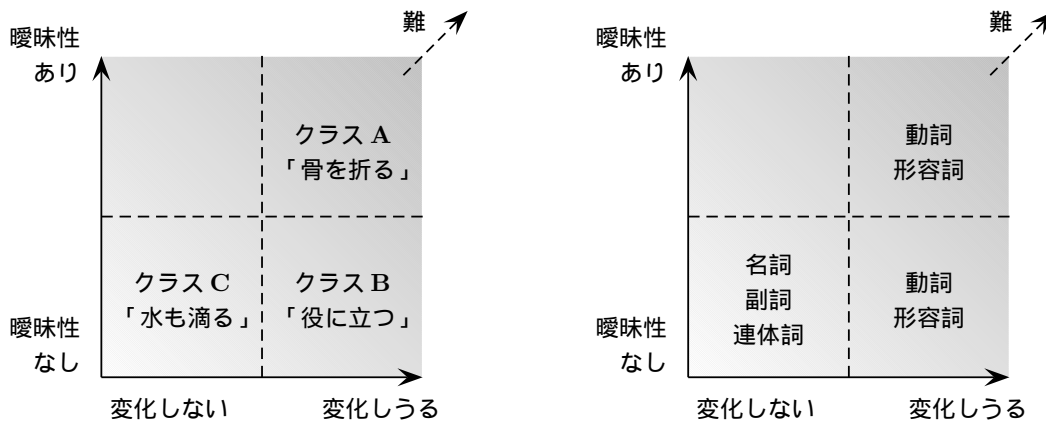 難
曖昧性
あり
クラス A
「骨を折る」
クラス C
「水も滴る」
クラス B
「役に立つ」
曖昧性
なし
変化しない
変化しうる
難
曖昧性
あり
動詞
形容詞
名詞
副詞
連体詞
動詞
形容詞
曖昧性
なし
変化しない
変化しうる